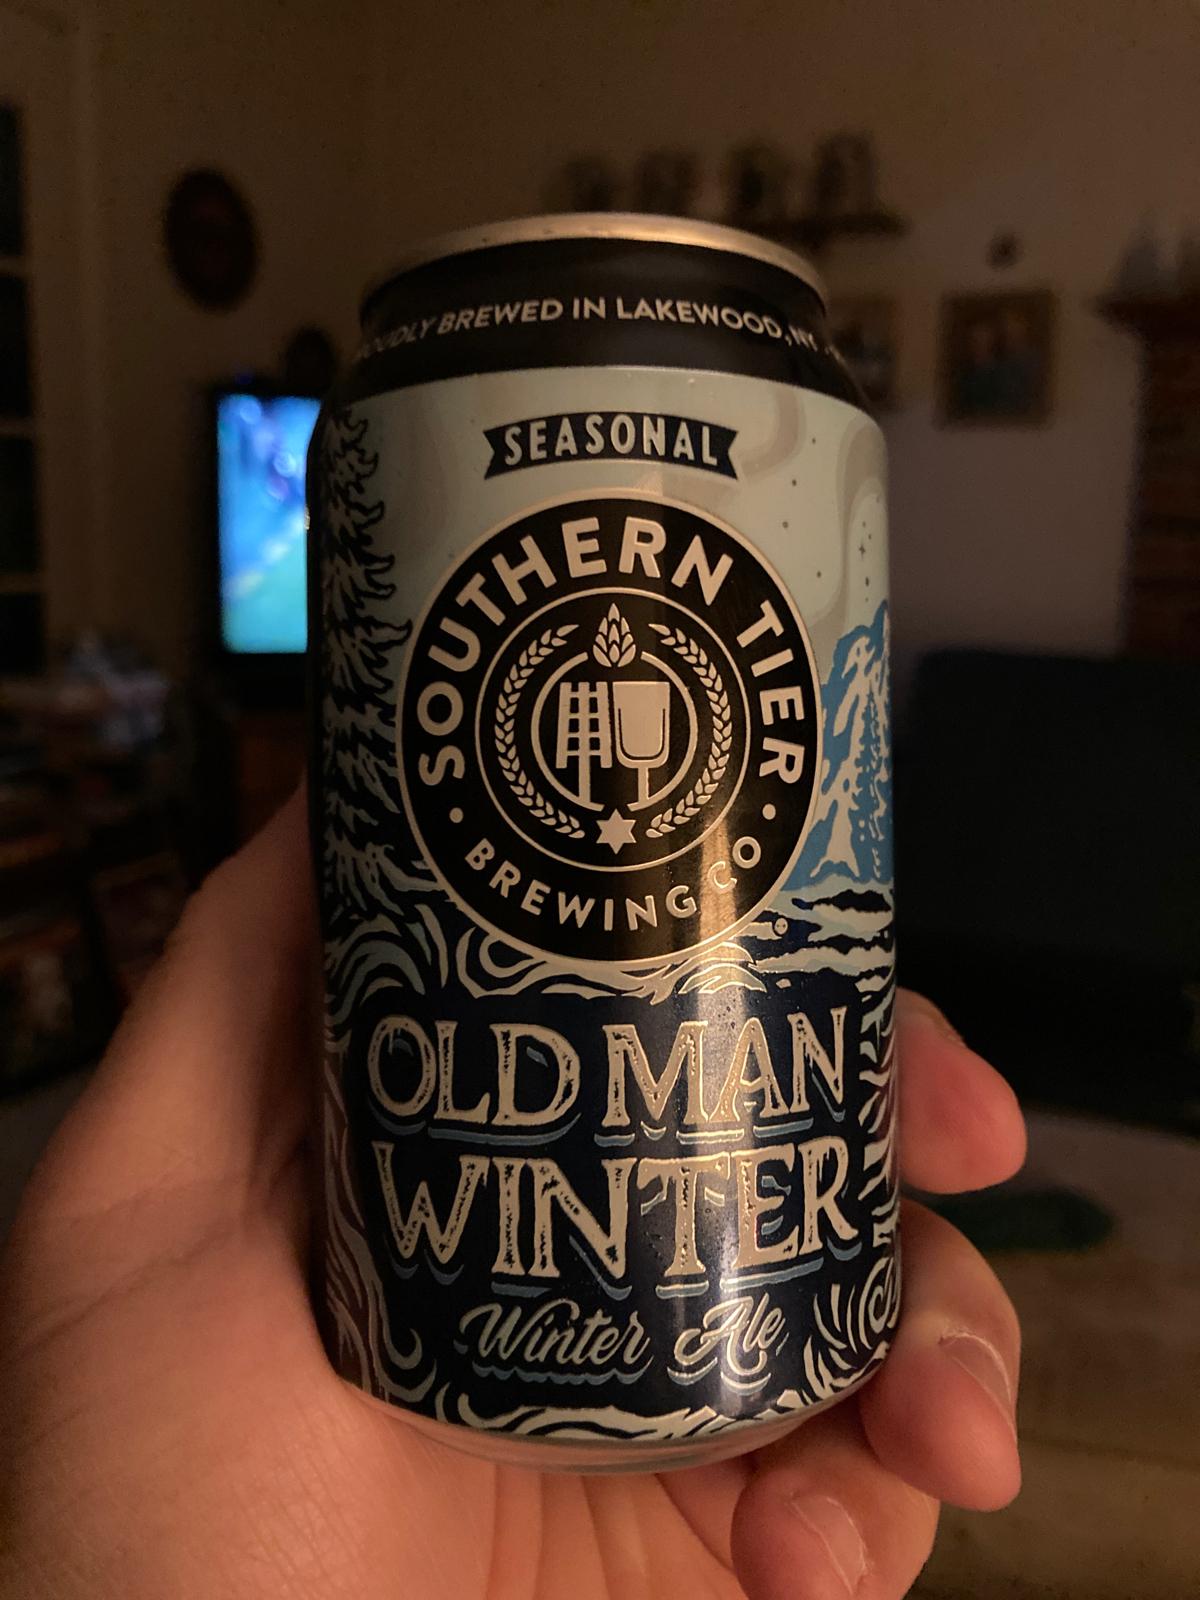 BREWED IN LAKEWOOD, NY
SEASONAL
SOUTHERN TIER
BREWING CO
OLD MAN
WINTER
Winter Ale